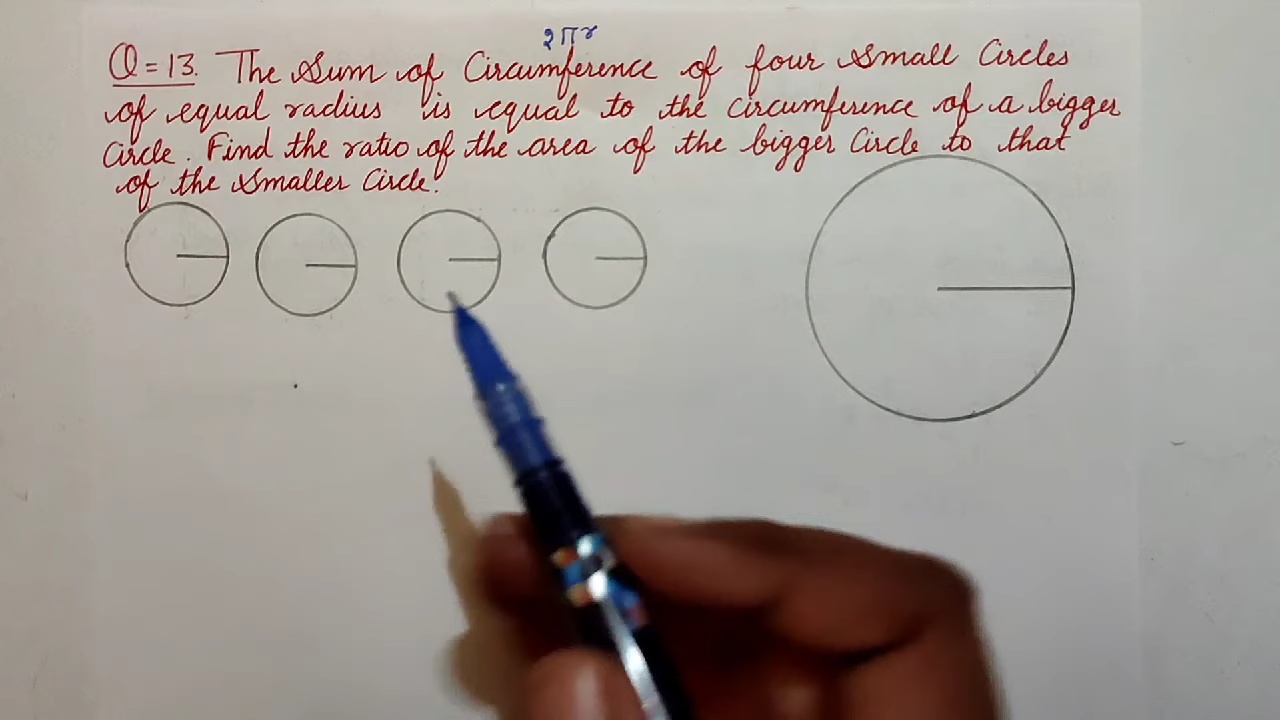 2πr
Q=13. The Sum of Circumference of four Small Circles
of equal radius is equal to the circumference of a bigger
Circle. Find the ratio of the area of the bigger Circle to that
of the Smaller Circle.